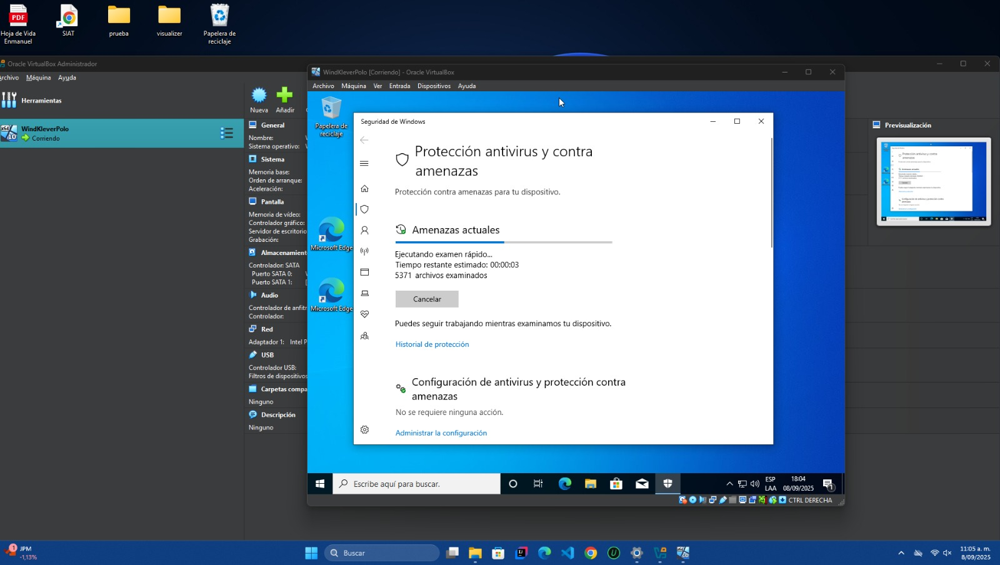 Hoja de Vida
Enmanuel
SIAT
prueba
visualizer
Papelera de
reciclaje
Oracle VirtualBox Administrador
Archivo Máquina Ayuda
Herramientas
WindKleverPolo
Corriendo
Nueva
Añadir
General
Nombre:
Sistema operativo:
Sistema
Memoria base:
Orden de arranque:
Aceleración:
Pantalla
Memoria de vídeo:
Controlador gráfico:
Servidor de escritorio
Grabación:
Almacenamient
Controlador: SATA
Puerto SATA 0:
Puerto SATA 1:
Audio
Controlador de anfitr
Controlador:
Red
Adaptador 1: Intel P
USB
Controlador USB:
Filtros de dispositivos
Carpetas compa
Ninguno
Descripción
Ninguno
Previsualización
WindKleverPolo [Corriendo] - Oracle VirtualBox
Archivo Máquina Ver Entrada Dispositivos Ayuda
Papelera de
reciclaje
Microsoft Edge
Microsoft Edge
Seguridad de Windows
Protección antivirus y contra
amenazas
Protección contra amenazas para tu dispositivo.
Amenazas actuales
Ejecutando examen rápido...
Tiempo restante estimado: 00:00:03
5371 archivos examinados
Cancelar
Puedes seguir trabajando mientras examinamos tu dispositivo.
Historial de protección
Configuración de antivirus y protección contra
amenazas
No se requiere ninguna acción.
Administrar la configuración
Escribe aquí para buscar.
ESP
LAA
18:04
08/09/2025
1
CTRL DERECHA
1
JPM
-1,13%
Buscar
11:05 a. m.
8/09/2025